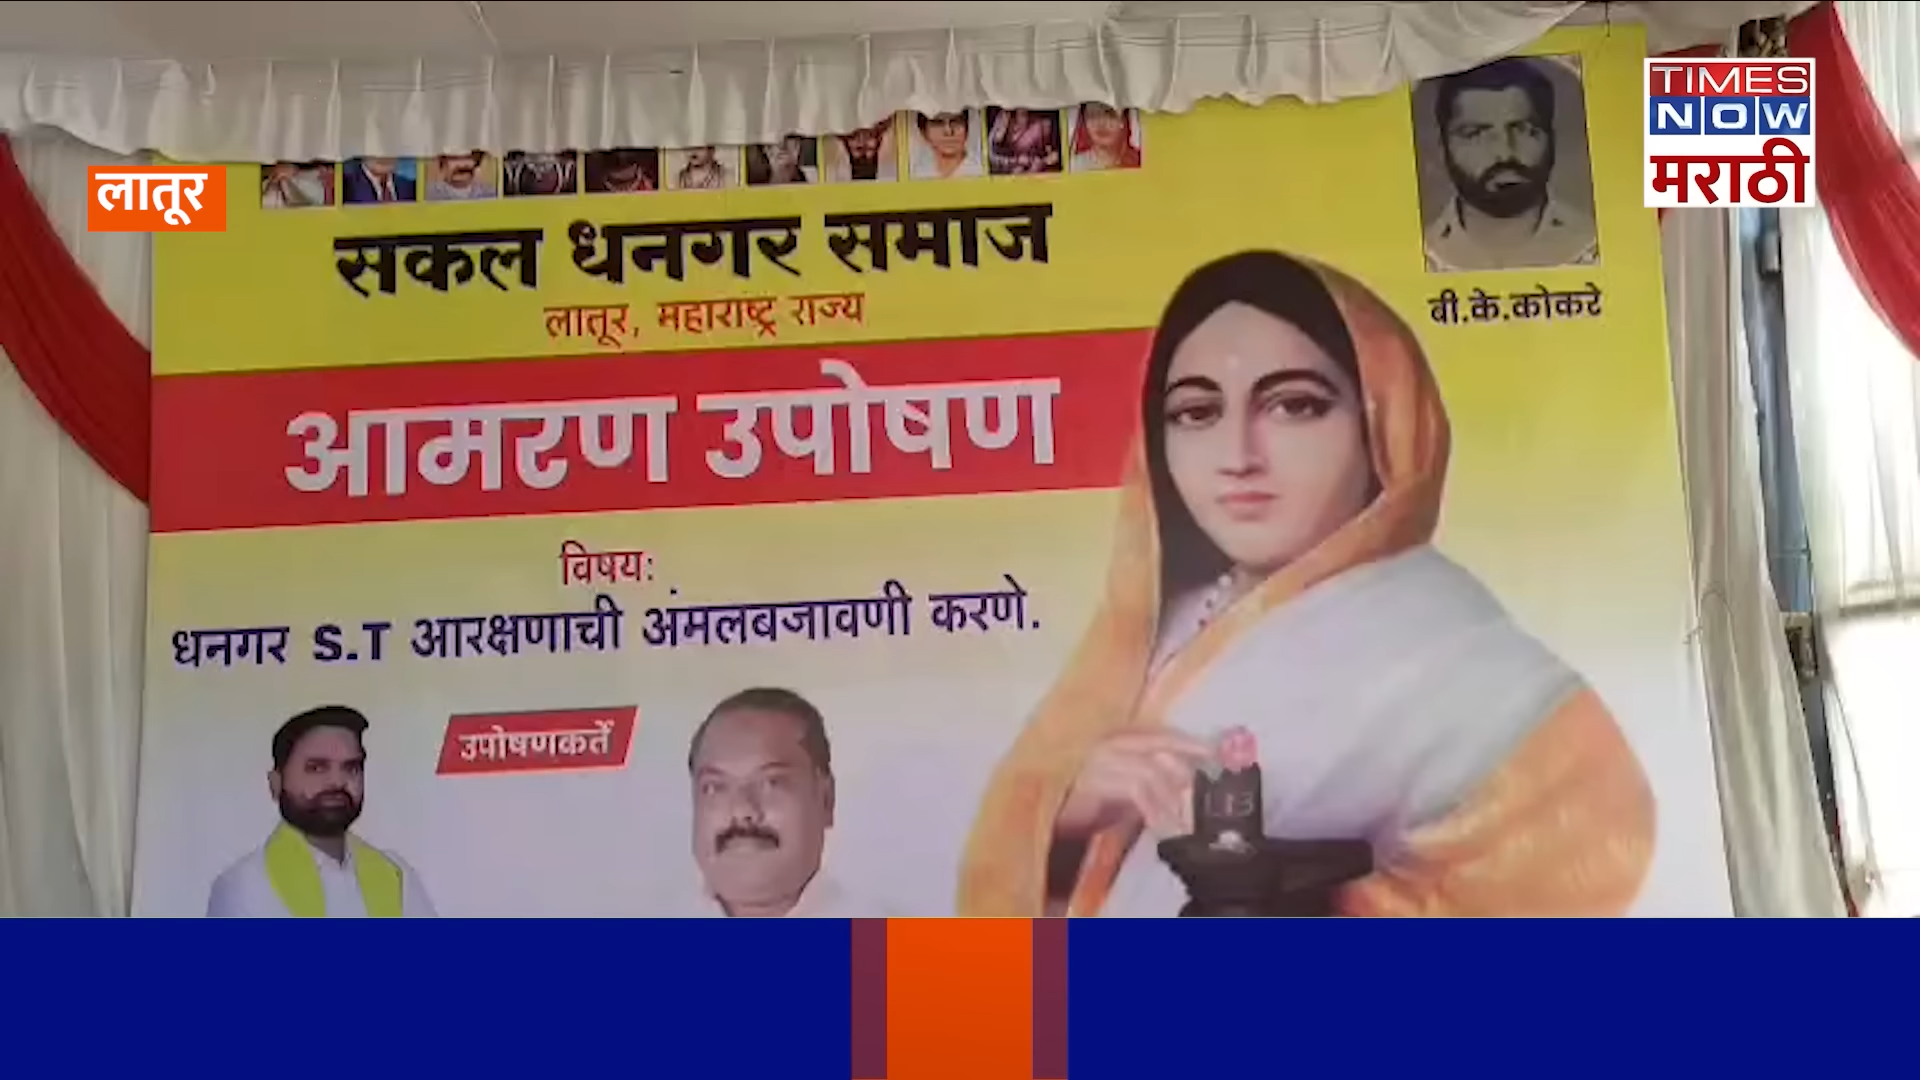 TIMES
NOW
मराठी
लातूर
सकल धनगर समाज
लातूर, महाराष्ट्र राज्य
बी.के.कोकरे
आमरण उपोषण
विषय:
धनगर S.T आरक्षणाची अंमलबजावणी करणे.
उपोषणकर्ते